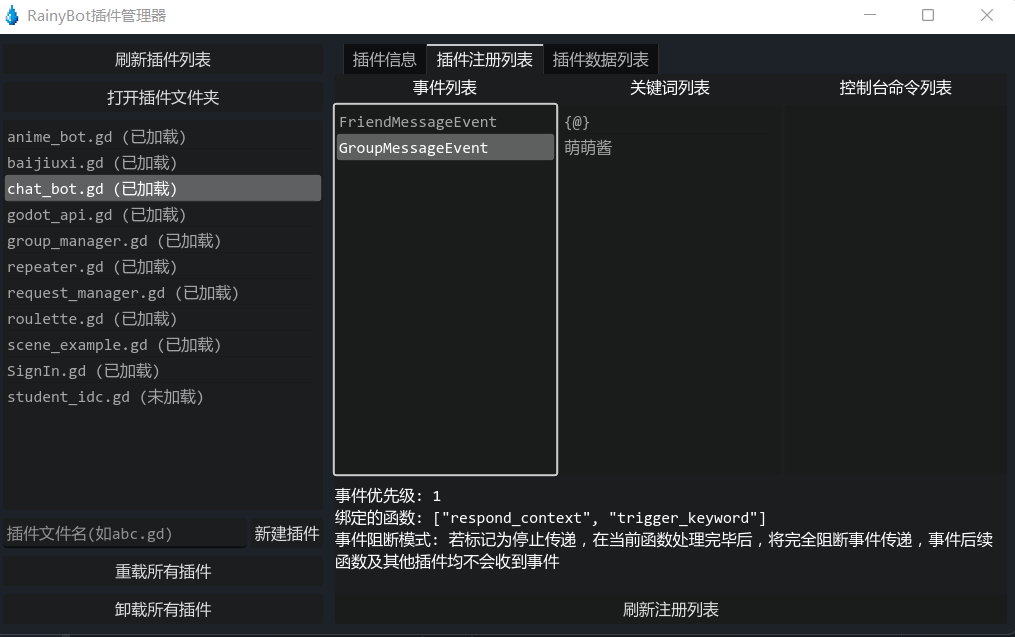 RainyBot插件管理器
刷新插件列表
打开插件文件夹
anime_bot.gd (已加载)
baijiuxi.gd (已加载)
chat_bot.gd (已加载)
godot_api.gd (已加载)
group_manager.gd (已加载)
repeater.gd (已加载)
request_manager.gd (已加载)
roulette.gd (已加载)
scene_example.gd (已加载)
SignIn.gd (已加载)
student_idc.gd (未加载)
插件文件名(如abc.gd) 新建插件
重载所有插件
卸载所有插件
插件信息 插件注册列表 插件数据列表
事件列表 关键词列表 控制台命令列表
FriendMessageEvent {@}
GroupMessageEvent 萌萌酱
事件优先级: 1
绑定的函数: ["respond_context", "trigger_keyword"]
事件阻断模式: 若标记为停止传递，在当前函数处理完毕后，将完全阻断事件传递，事件后续
函数及其他插件均不会收到事件
刷新注册列表